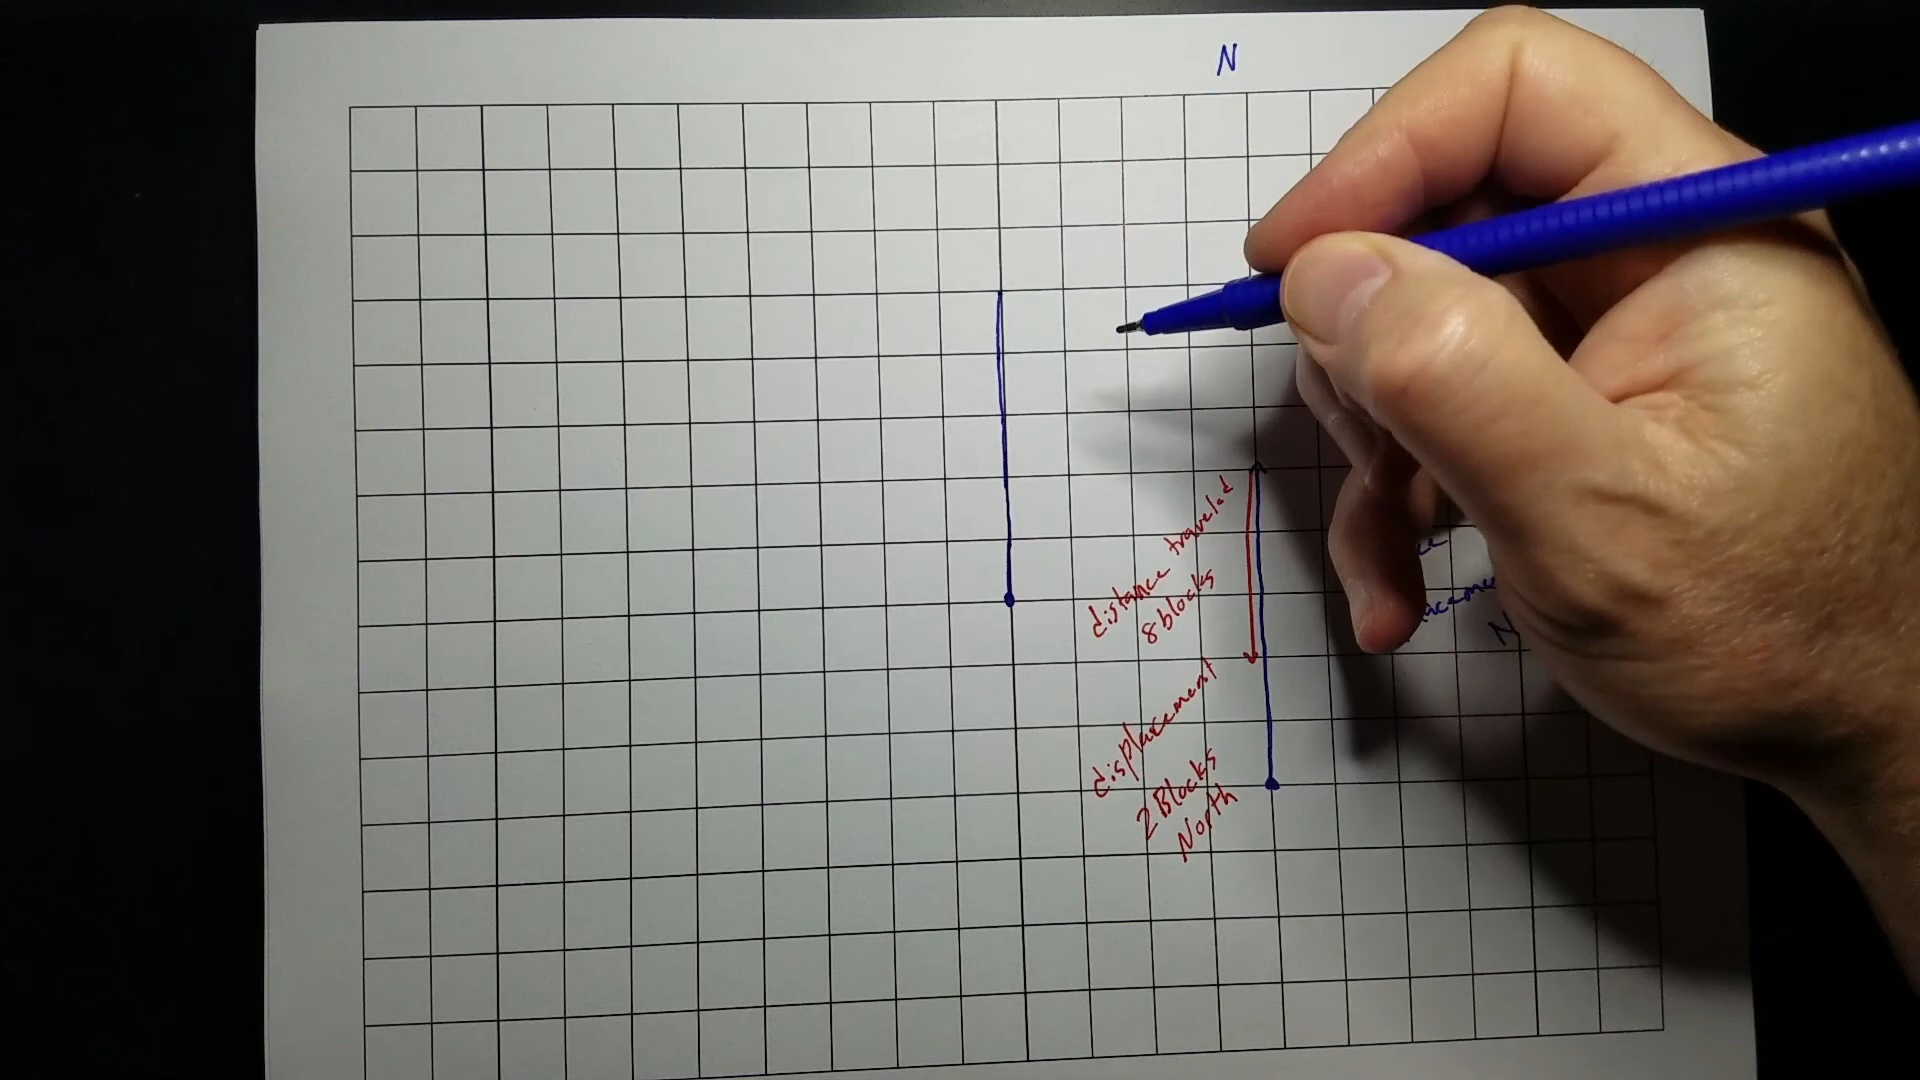 N
distance traveled
8 blocks
displacement
2 Blocks
North
N